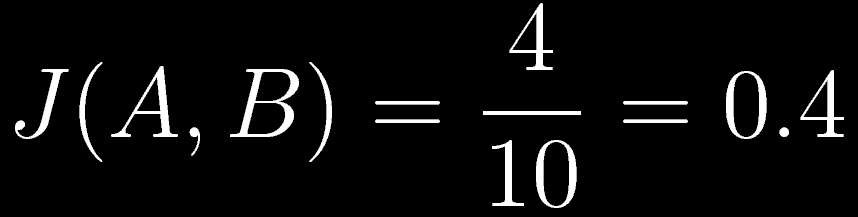 J(A, B) = 4/10 = 0.4